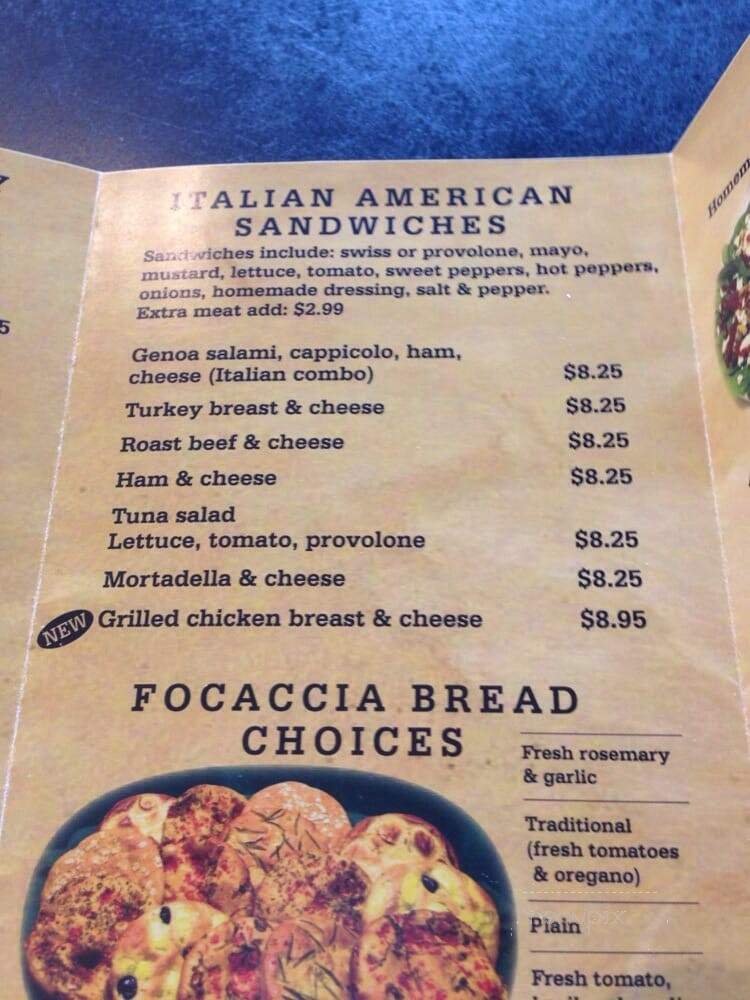 ITALIAN AMERICAN
SANDWICHES
Sandwiches include: swiss or provolone, mayo,
mustard, lettuce, tomato, sweet peppers, hot peppers,
onions, homemade dressing, salt & pepper.
Extra meat add: $2.99
Genoa salami, cappicolo, ham,
cheese (Italian combo) $8.25
Turkey breast & cheese $8.25
Roast beef & cheese $8.25
Ham & cheese $8.25
Tuna salad
Lettuce, tomato, provolone $8.25
Mortadella & cheese $8.25
NEW Grilled chicken breast & cheese $8.95
FOCACCIA BREAD
CHOICES
Fresh rosemary
& garlic
Traditional
(fresh tomatoes
& oregano)
Plain
Fresh tomato,
5